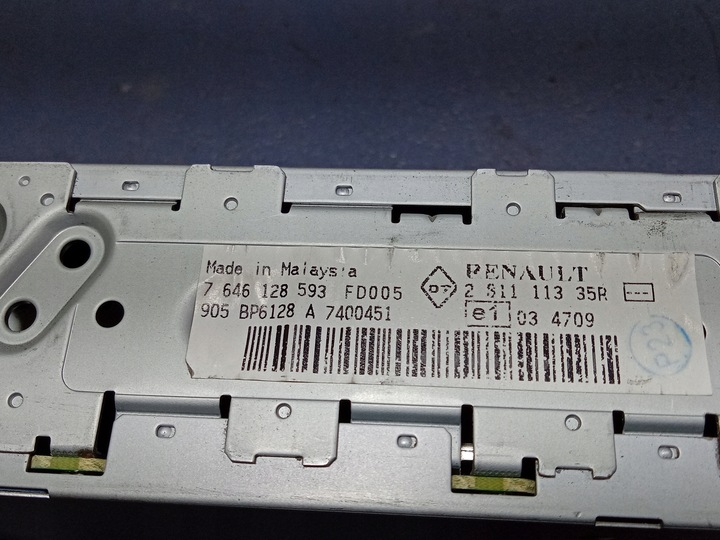 Made in Malaysia
7 646 128 593 FD005
905 BP6128 A 7400451
RENAULT
2 811 113 35R
e1 03 4709
P23